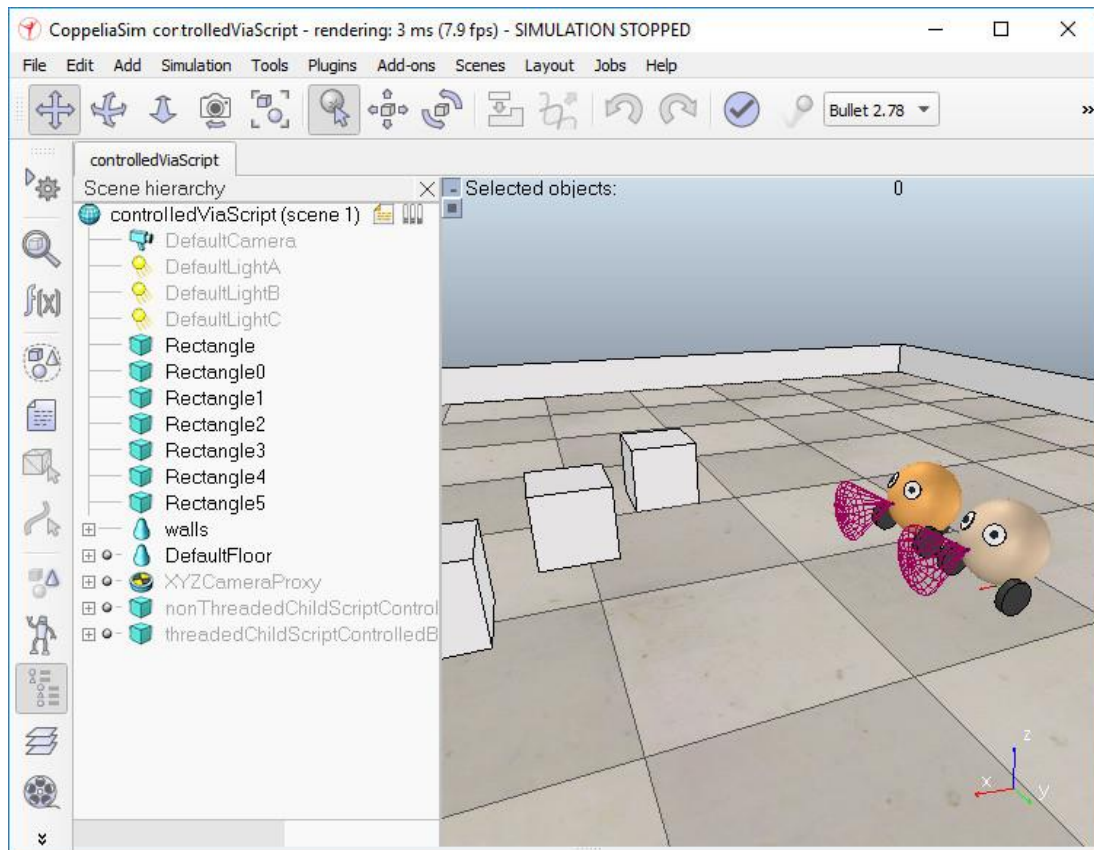 CoppeliaSim controlledViaScript - rendering: 3 ms (7.9 fps) - SIMULATION STOPPED
File Edit Add Simulation Tools Plugins Add-ons Scenes Layout Jobs Help
Bullet 2.78
»
controlledViaScript
f(x)
Scene hierarchy
Selected objects: 0
controlledViaScript (scene 1)
DefaultCamera
DefaultLightA
DefaultLightB
DefaultLightC
Rectangle
Rectangle0
Rectangle1
Rectangle2
Rectangle3
Rectangle4
Rectangle5
walls
DefaultFloor
XYZCameraProxy
nonThreadedChildScriptControl
threadedChildScriptControlledB
z
x
y